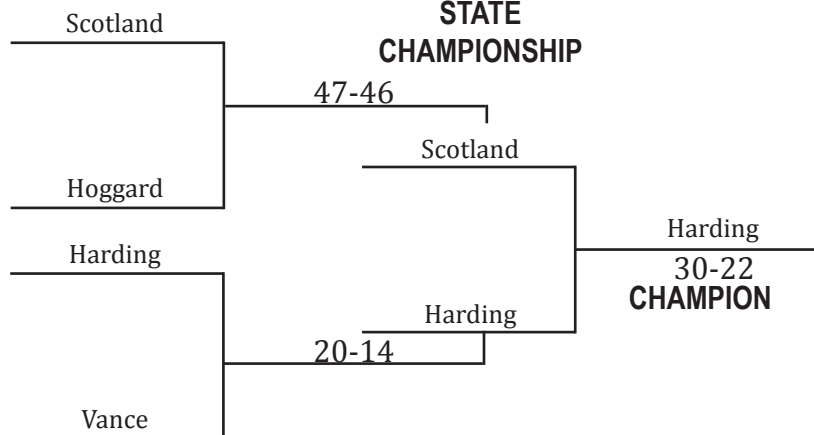 STATE
CHAMPIONSHIP
Scotland
47-46
Scotland
Hoggard
Harding
30-22
CHAMPION
Harding
Harding
20-14
Vance